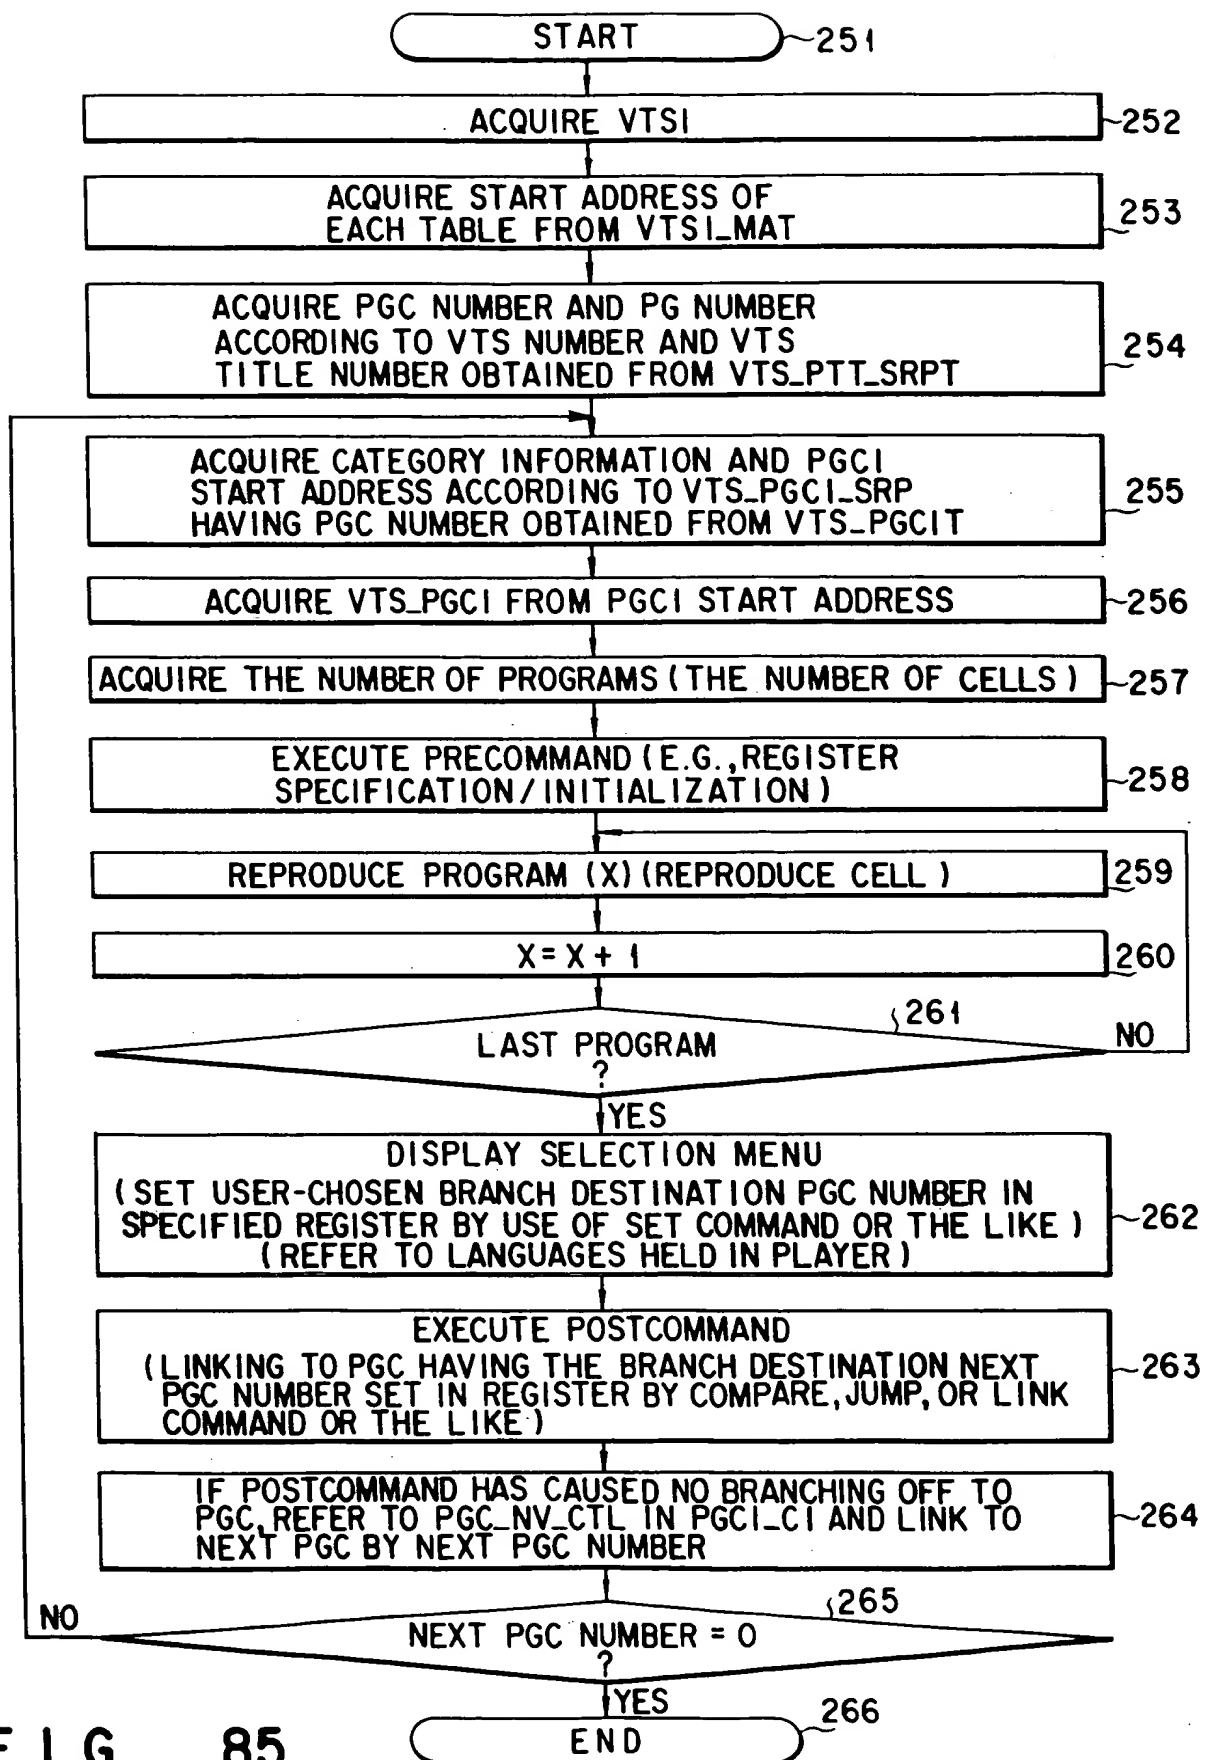 START
251
ACQUIRE VTSI
252
ACQUIRE START ADDRESS OF
EACH TABLE FROM VTSI_MAT
253
ACQUIRE PGC NUMBER AND PG NUMBER
ACCORDING TO VTS NUMBER AND VTS
TITLE NUMBER OBTAINED FROM VTS_PTT_SRPT
254
ACQUIRE CATEGORY INFORMATION AND PGCI
START ADDRESS ACCORDING TO VTS_PGCI_SRP
HAVING PGC NUMBER OBTAINED FROM VTS_PGCIT
255
ACQUIRE VTS_PGCI FROM PGCI START ADDRESS
256
ACQUIRE THE NUMBER OF PROGRAMS (THE NUMBER OF CELLS)
257
EXECUTE PRECOMMAND (E.G., REGISTER
SPECIFICATION/INITIALIZATION)
258
REPRODUCE PROGRAM (X) (REPRODUCE CELL)
259
X = X + 1
260
261
LAST PROGRAM
?
NO
YES
DISPLAY SELECTION MENU
(SET USER-CHOSEN BRANCH DESTINATION PGC NUMBER IN
SPECIFIED REGISTER BY USE OF SET COMMAND OR THE LIKE)
(REFER TO LANGUAGES HELD IN PLAYER)
262
EXECUTE POSTCOMMAND
(LINKING TO PGC HAVING THE BRANCH DESTINATION NEXT
PGC NUMBER SET IN REGISTER BY COMPARE, JUMP, OR LINK
COMMAND OR THE LIKE)
263
IF POSTCOMMAND HAS CAUSED NO BRANCHING OFF TO
PGC, REFER TO PGC_NV_CTL IN PGCI_CI AND LINK TO
NEXT PGC BY NEXT PGC NUMBER
264
265
NO
NEXT PGC NUMBER = 0
?
YES
266
END
FIG. 85